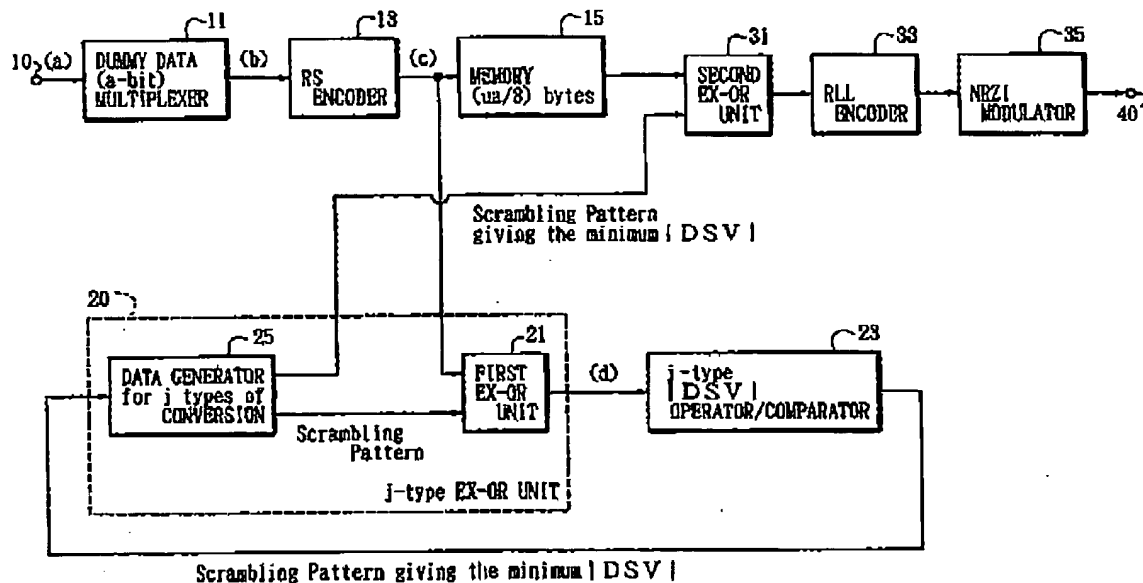 11
13
15
31
33
35
10 (a)
DUMMY DATA
(a-bit)
MULTIPLEXER
(b)
RS
ENCODER
(c)
MEMORY
(ua/8) bytes
SECOND
EX-OR
UNIT
RLL
ENCODER
NRZI
MODULATOR
40
Scrambling Pattern
giving the minimum|DSV|
20
25
21
23
DATA GENERATOR
for j types of
CONVERSION
Scrambling
Pattern
FIRST
EX-OR
UNIT
(d)
j-type
|DSV|
OPERATOR/COMPARATOR
j-type EX-OR UNIT
Scrambling Pattern giving the minimum|DSV|